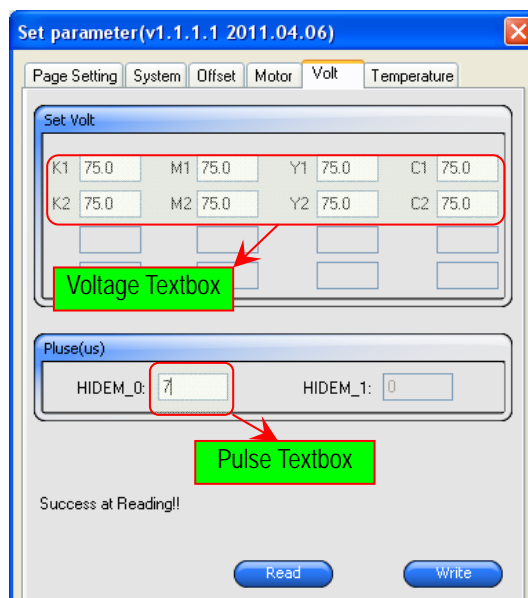 Set parameter(v1.1.1.1 2011.04.06)
Page Setting System Offset Motor Volt Temperature
Set Volt
K1 75.0 M1 75.0 Y1 75.0 C1 75.0
K2 75.0 M2 75.0 Y2 75.0 C2 75.0
Voltage Textbox
Pluse(us)
HIDEM_0: 7 HIDEM_1: 0
Pulse Textbox
Success at Reading!!
Read Write